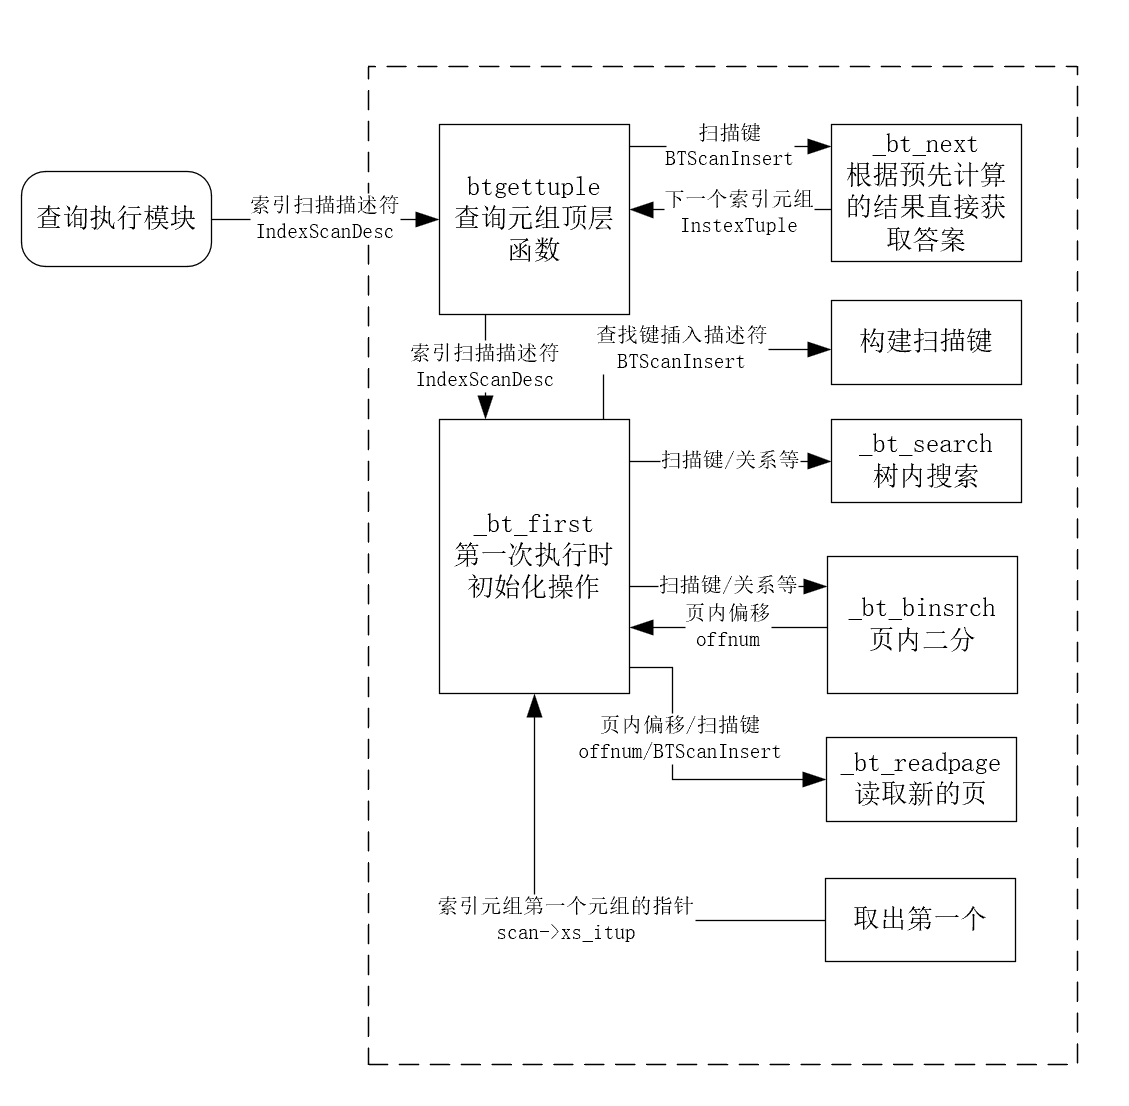 查询执行模块
索引扫描描述符
IndexScanDesc
btgettuple
查询元组顶层
函数
扫描键
BTScanInsert
下一个索引元组
InstexTuple
_bt_next
根据预先计算
的结果直接获
取答案
索引扫描描述符
IndexScanDesc
查找键插入描述符
BTScanInsert
构建扫描键
_bt_first
第一次执行时
初始化操作
扫描键/关系等
_bt_search
树内搜索
扫描键/关系等
页内偏移
offnum
_bt_binsrch
页内二分
页内偏移/扫描键
offnum/BTScanInsert
_bt_readpage
读取新的页
索引元组第一个元组的指针
scan->xs_itup
取出第一个